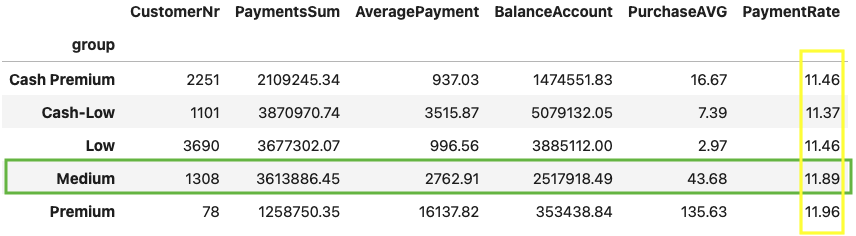 CustomerNr PaymentsSum AveragePayment BalanceAccount PurchaseAVG PaymentRate
group
Cash Premium 2251 2109245.34 937.03 1474551.83 16.67 11.46
Cash-Low 1101 3870970.74 3515.87 5079132.05 7.39 11.37
Low 3690 3677302.07 996.56 3885112.00 2.97 11.46
Medium 1308 3613886.45 2762.91 2517918.49 43.68 11.89
Premium 78 1258750.35 16137.82 353438.84 135.63 11.96